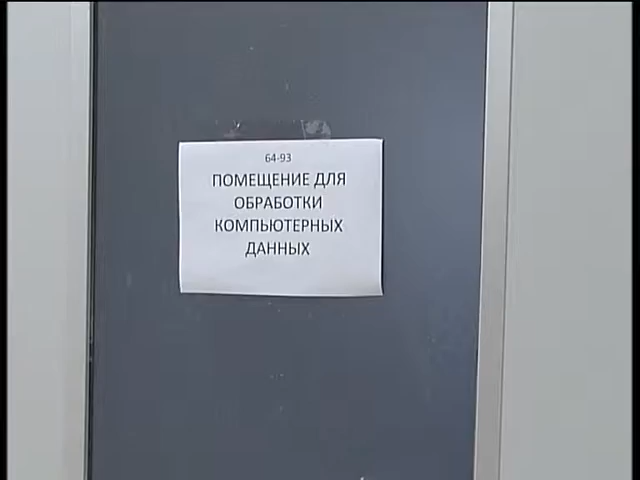 64-93
ПОМЕЩЕНИЕ ДЛЯ
ОБРАБОТКИ
КОМПЬЮТЕРНЫХ
ДАННЫХ